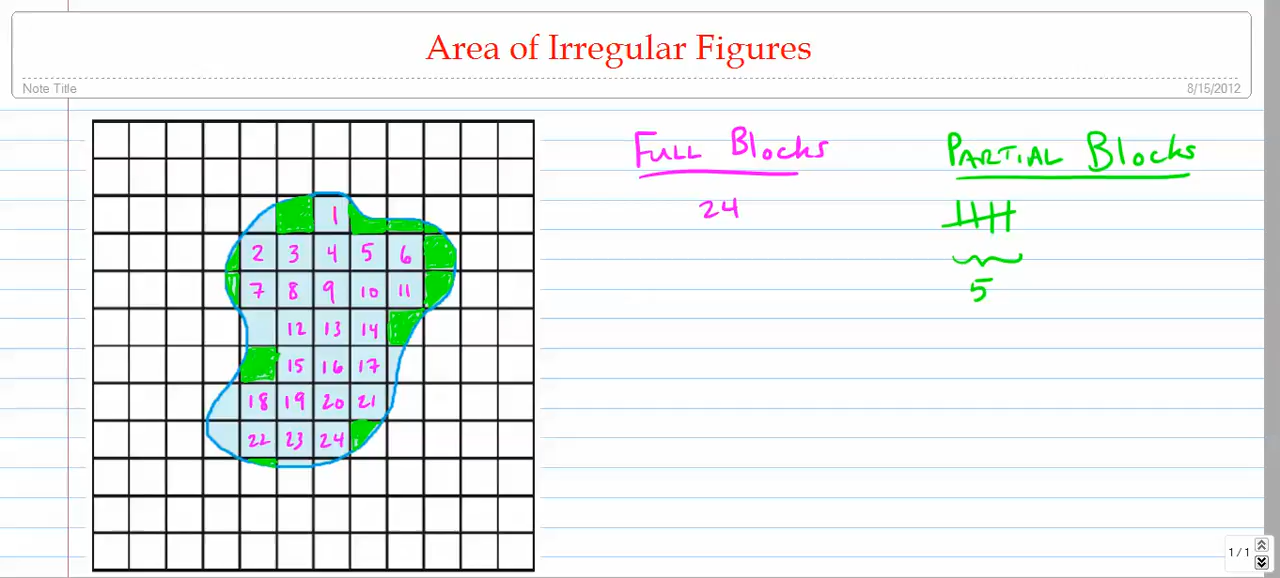 Area of Irregular Figures
Note Title
8/15/2012
FULL Blocks
PARTIAL Blocks
24
5
1
2 3 4 5 6
7 8 9 10 11
12 13 14
15 16 17
18 19 20 21
22 23 24
1 / 1